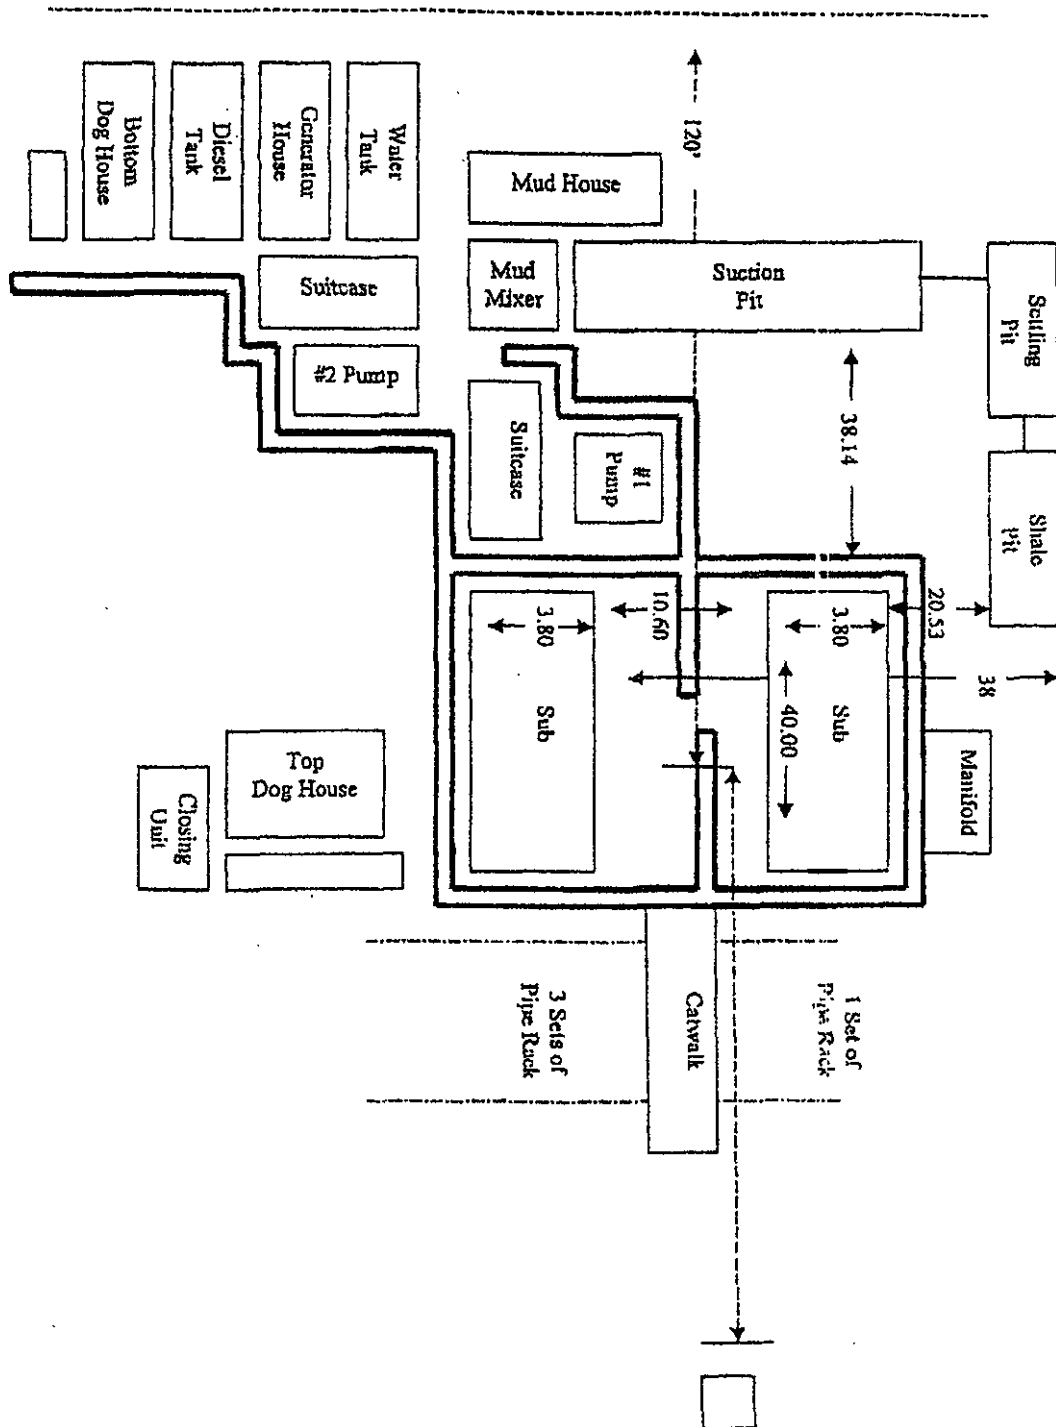 120'
Bottom
Dog House
Diesel
Tank
Generator
House
Water
Tank
Mud House
Suitcase
Mud
Mixer
Suction
Pit
Settling
Pit
#2 Pump
Suitcase
#1
Pump
38.14
Shale
Pit
20.53
3.80
10.60
3.80
38
Sub
40.00
Sub
Top
Dog House
Closing
Unit
Manifold
3 Sets of
Pipe Rack
Catwalk
1 Set of
Pipe Rack